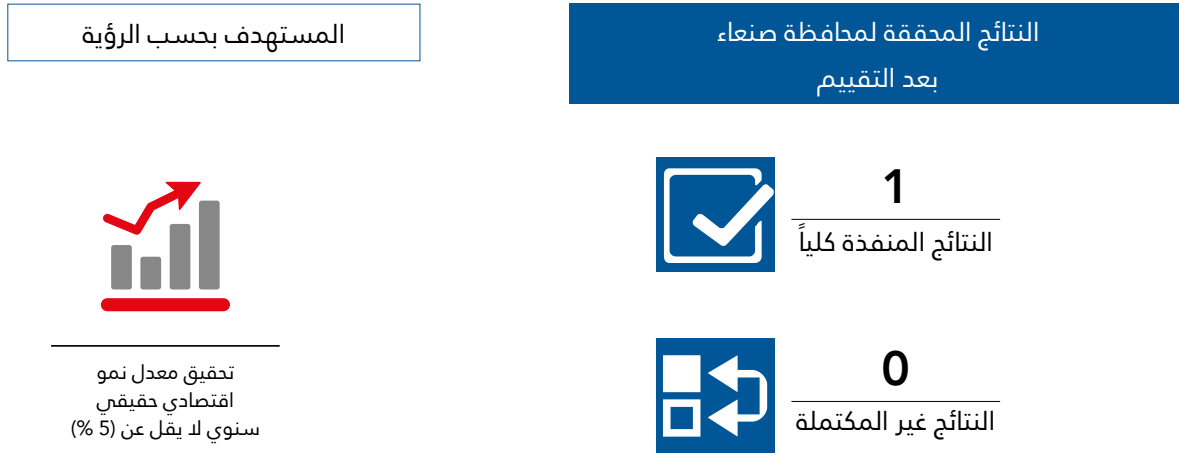 النتائج المحققة لمحافظة صنعاء
بعد التقييم
1
النتائج المنفذة كلياً
0
النتائج غير المكتملة
المستهدف بحسب الرؤية
تحقيق معدل نمو
اقتصادي حقيقي
سنوي لا يقل عن (5 %)